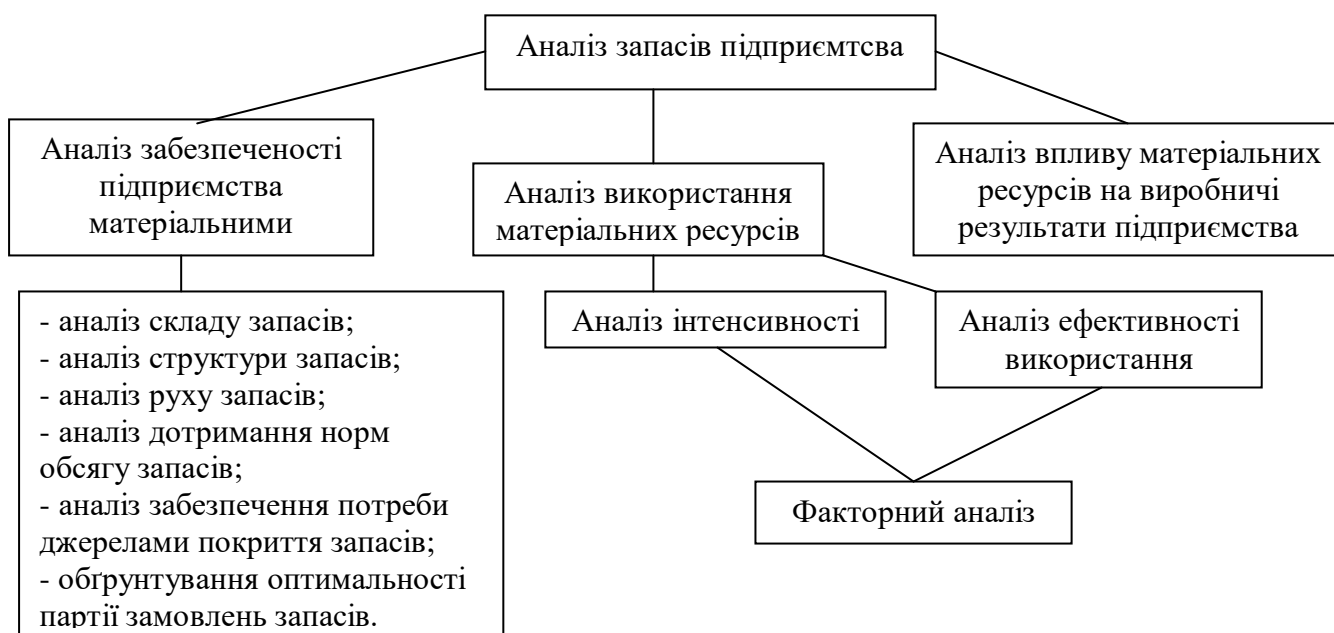 Аналіз запасів підприємтсва
Аналіз забезпеченості
підприємства
матеріальними
Аналіз використання
матеріальних ресурсів
Аналіз впливу матеріальних
ресурсів на виробничі
результати підприємства
- аналіз складу запасів;
- аналіз структури запасів;
- аналіз руху запасів;
- аналіз дотримання норм
обсягу запасів;
- аналіз забезпечення потреби
джерелами покриття запасів;
- обґрунтування оптимальності
партії замовлень запасів.
Аналіз інтенсивності
Аналіз ефективності
використання
Факторний аналіз